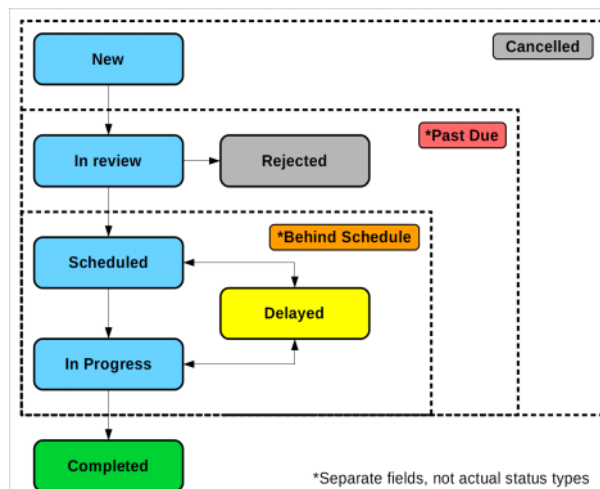 Cancelled
New
*Past Due
In review
Rejected
*Behind Schedule
Scheduled
Delayed
In Progress
Completed
*Separate fields, not actual status types